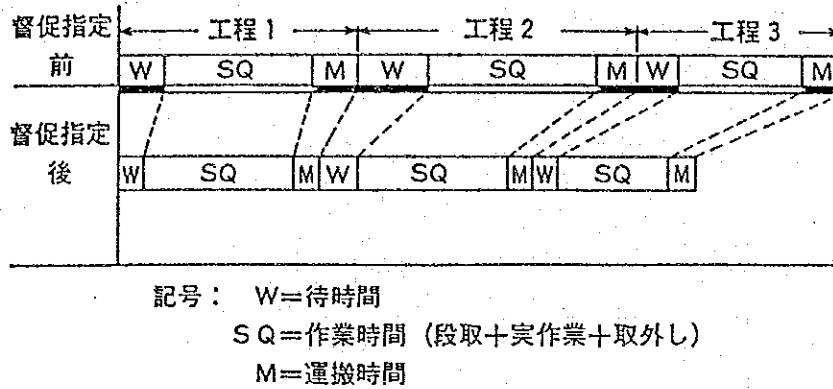 督促指定前
工程1 工程2 工程3
W SQ M W SQ M W SQ M
督促指定後
W SQ M W SQ M W SQ M
記号： W＝待時間
SQ＝作業時間（段取＋実作業＋取外し）
M＝運搬時間